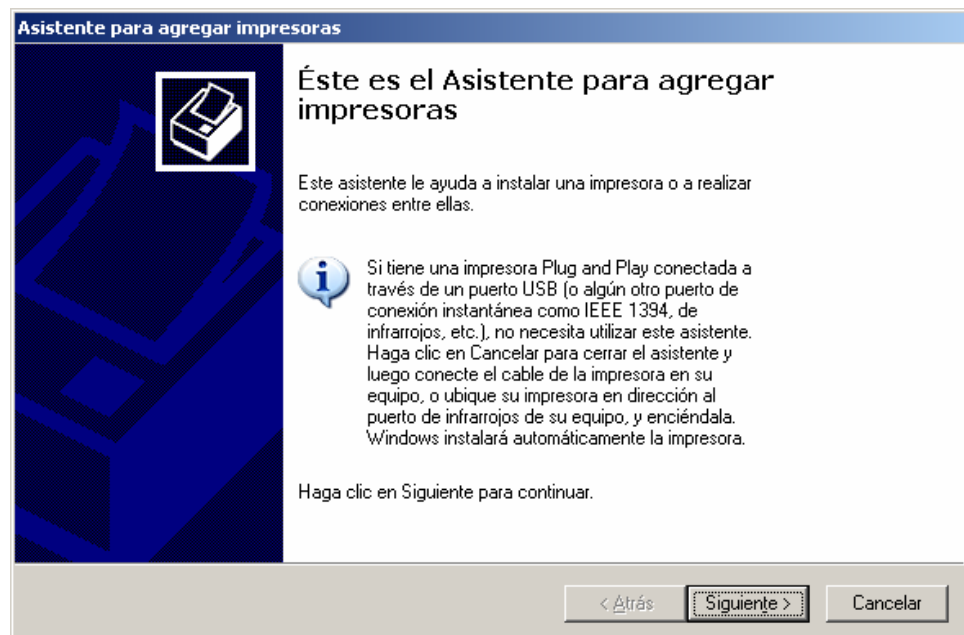 Asistente para agregar impresoras
Éste es el Asistente para agregar
impresoras
Este asistente le ayuda a instalar una impresora o a realizar
conexiones entre ellas.
Si tiene una impresora Plug and Play conectada a
través de un puerto USB (o algún otro puerto de
conexión instantánea como IEEE 1394, de
infrarrojos, etc.), no necesita utilizar este asistente.
Haga clic en Cancelar para cerrar el asistente y
luego conecte el cable de la impresora en su
equipo, o ubique su impresora en dirección al
puerto de infrarrojos de su equipo, y enciéndala.
Windows instalará automáticamente la impresora.
Haga clic en Siguiente para continuar.
< Atrás Siguiente > Cancelar